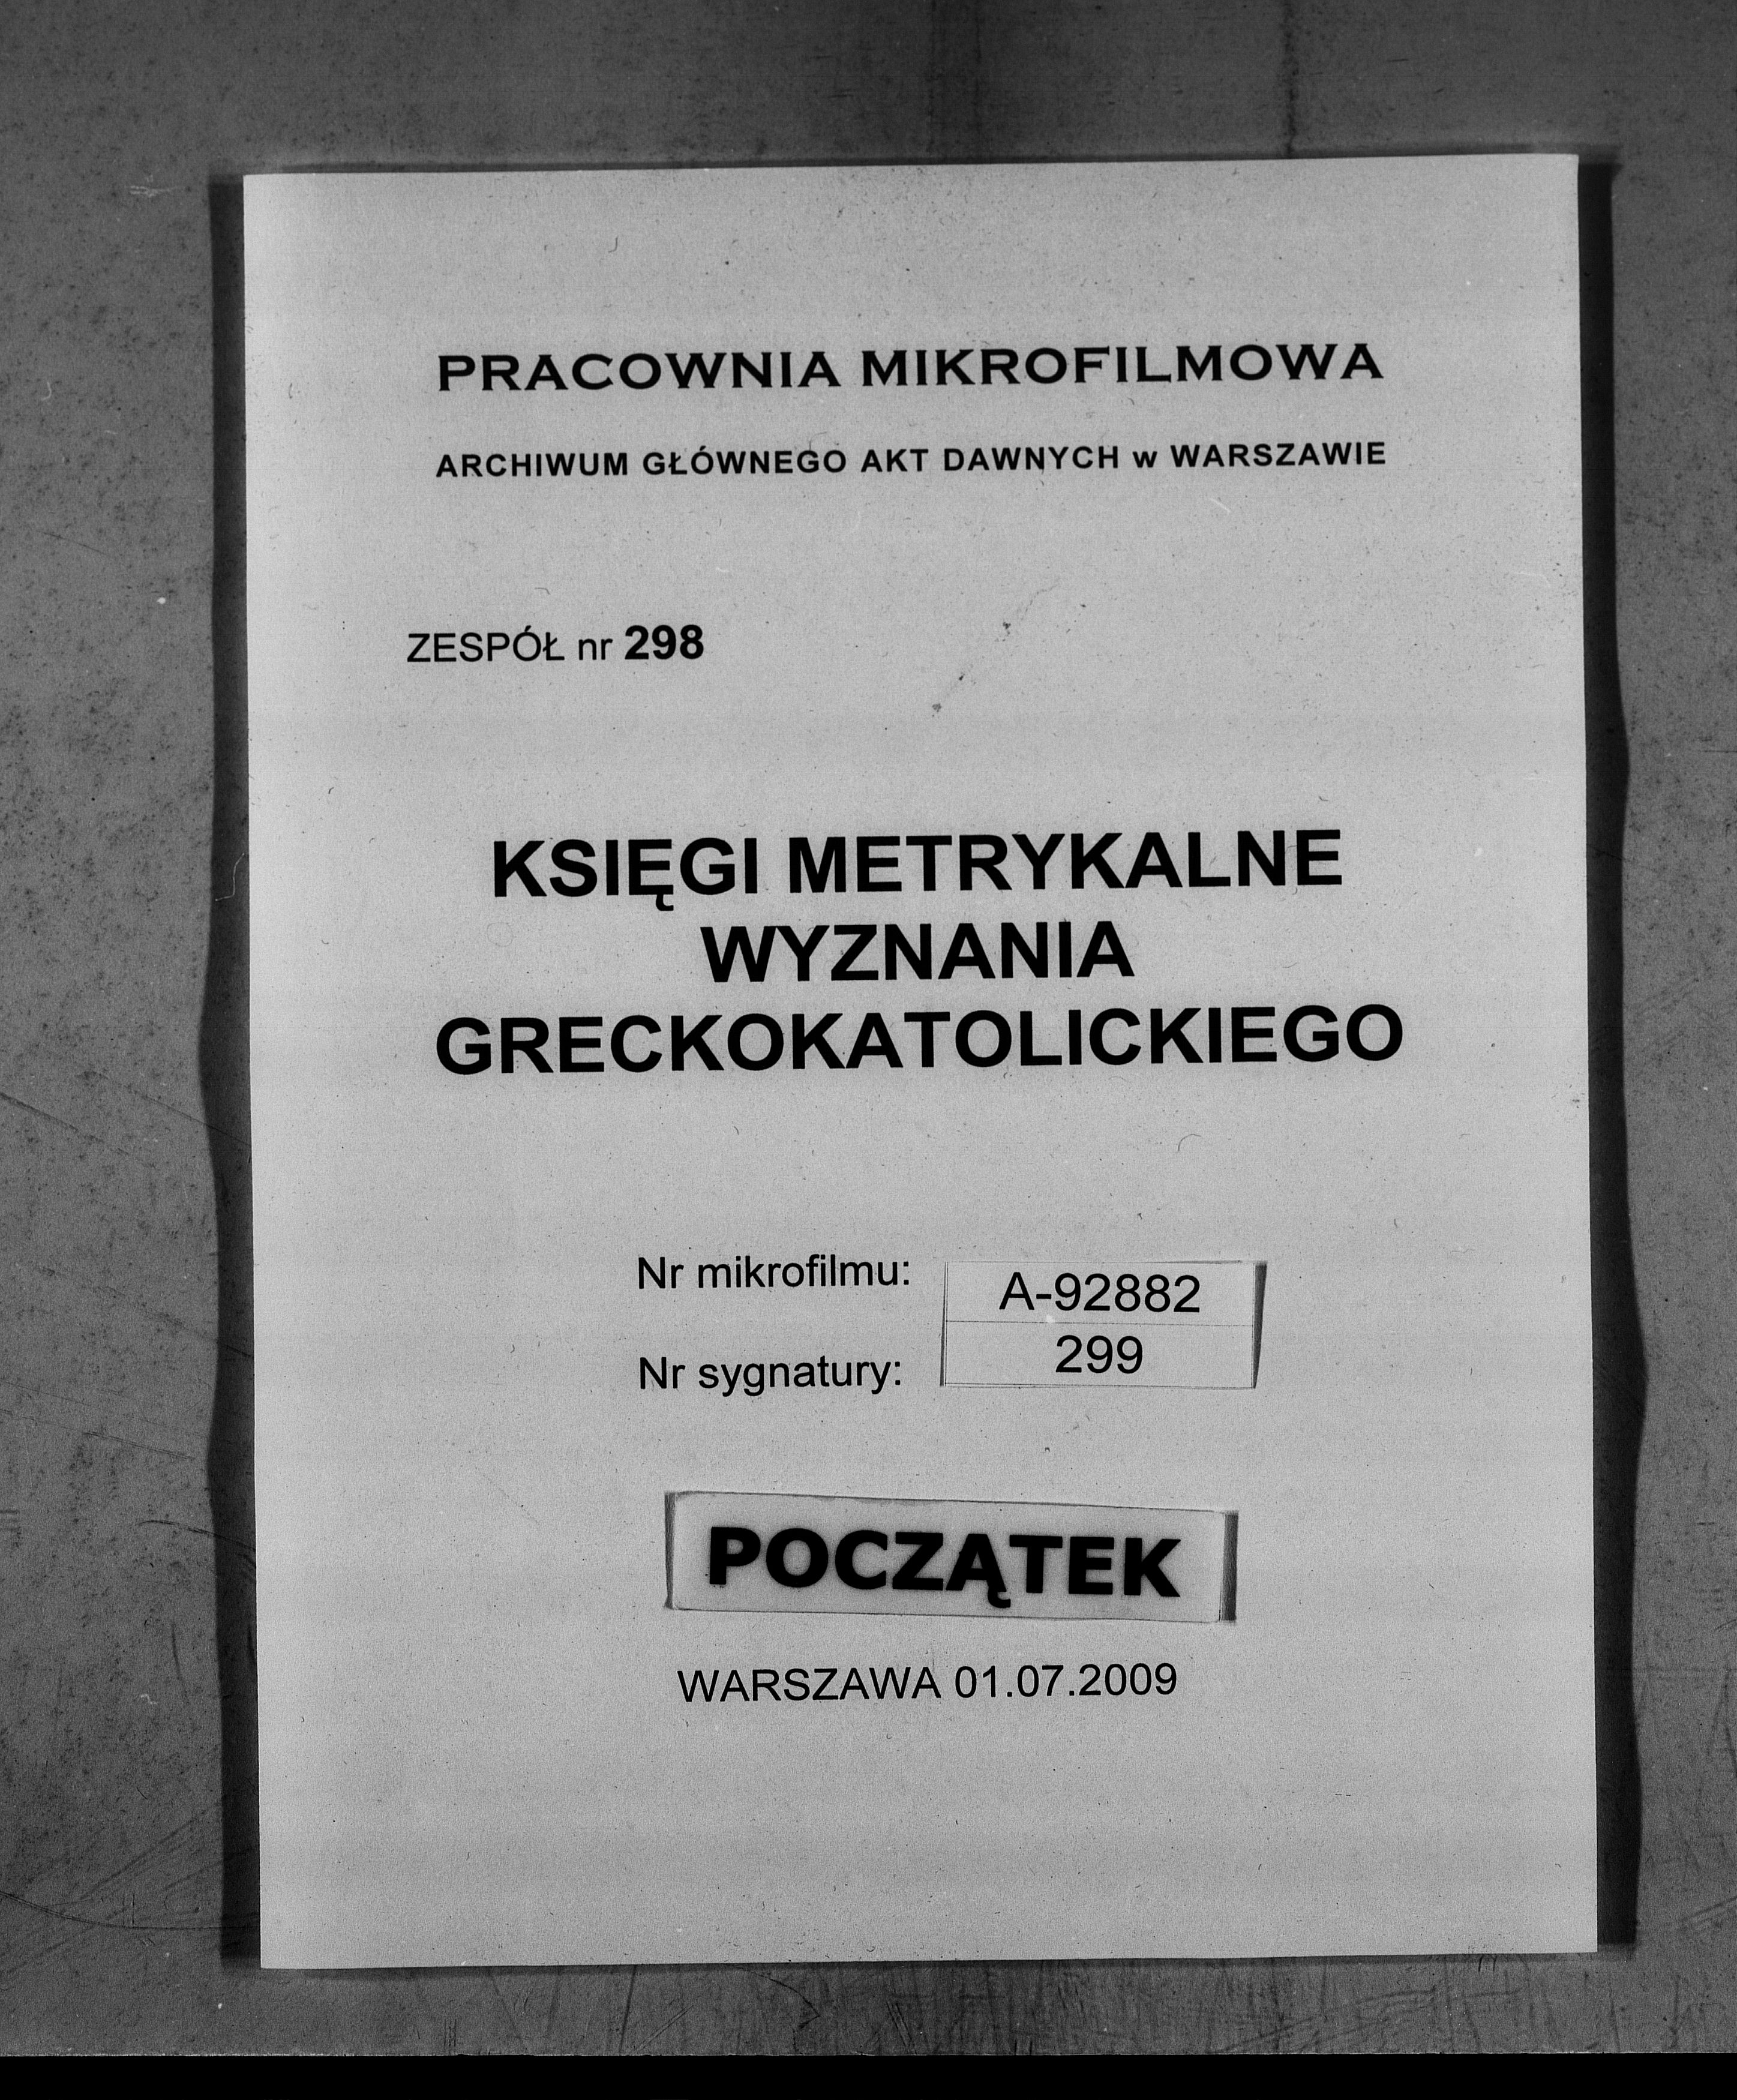 PRACOWNIA MIKROFILMOWA
ARCHIWUM GŁÓWNEGO AKT DAWNYCH w WARSZAWIE
ZESPÓŁ nr 298
KSIĘGI METRYKALNE
WYZNANIA
GRECKOKATOLICKIEGO
Nr mikrofilmu: A-92882
Nr sygnatury: 299
POCZĄTEK
WARSZAWA 01.07.2009